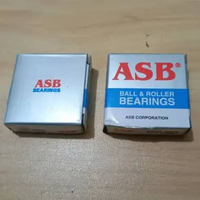 ASB
BEARINGS
ASB®
BALL & ROLLER
BEARINGS
ASB CORPORATION